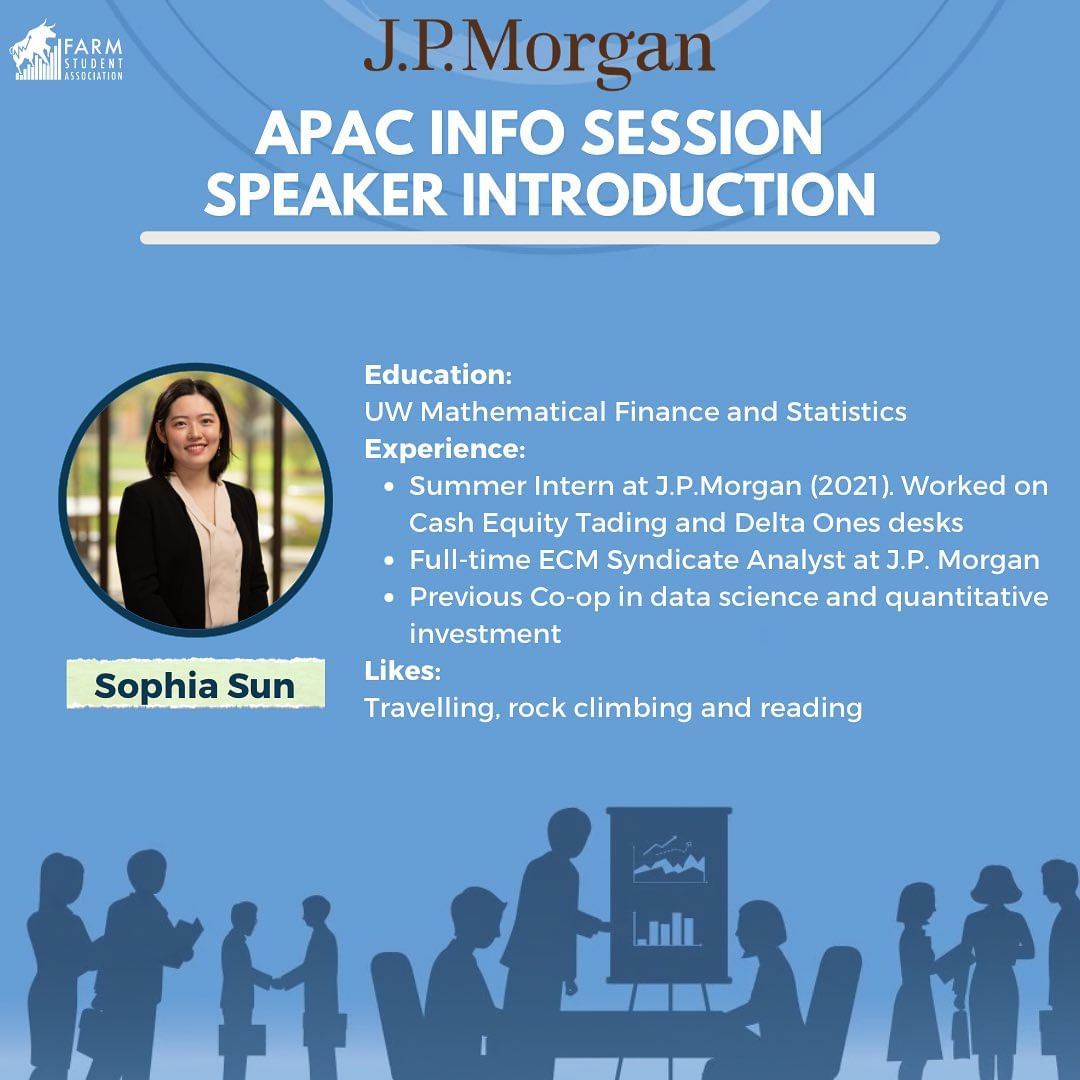 FARM
STUDENT
ASSOCIATION
J.P.Morgan
APAC INFO SESSION
SPEAKER INTRODUCTION
Education:
UW Mathematical Finance and Statistics
Experience:
• Summer Intern at J.P.Morgan (2021). Worked on
Cash Equity Tading and Delta Ones desks
• Full-time ECM Syndicate Analyst at J.P. Morgan
• Previous Co-op in data science and quantitative
investment
Likes:
Travelling, rock climbing and reading
Sophia Sun